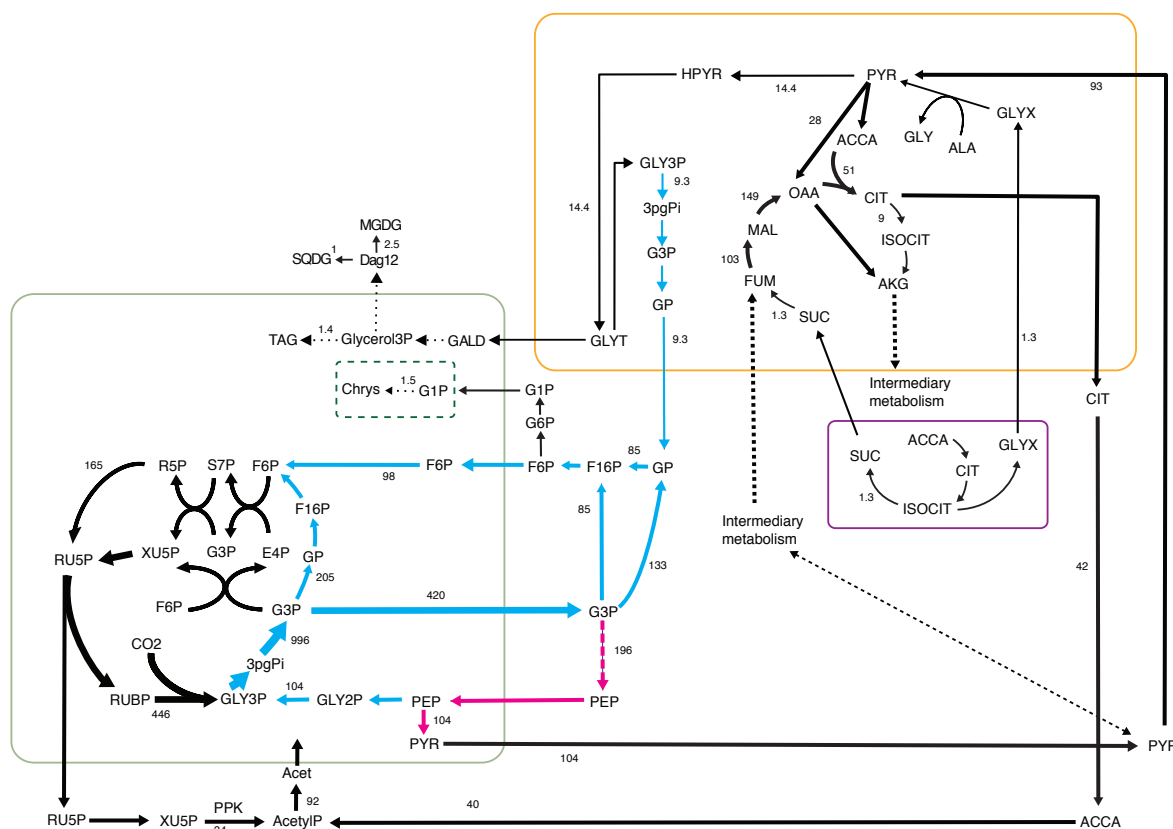 HPYR
14.4
PYR
93
GLYX
28
ACCA
GLY
ALA
GLY3P
9.3
51
OAA
CIT
3pgPi
14.4
149
9
MAL
ISOCIT
MGDG
2.5
SQDG
1
Dag12
G3P
103
FUM
AKG
GP
SUC
1.3
TAG
1.4
Glycerol3P
GALD
GLYT
9.3
1.3
Chrys
1.5
G1P
G1P
Intermediary
metabolism
CIT
G6P
ACCA
GLYX
165
R5P
S7P
F6P
98
F6P
F6P
F16P
85
GP
SUC
CIT
1.3
ISOCIT
F16P
85
Intermediary
metabolism
RU5P
XU5P
G3P
E4P
GP
205
133
42
F6P
G3P
420
G3P
CO2
996
196
3pgPi
RUBP
446
GLY3P
104
GLY2P
PEP
PEP
104
PYR
104
PYR
Acet
92
RU5P
XU5P
PPK
AcetylP
40
ACCA